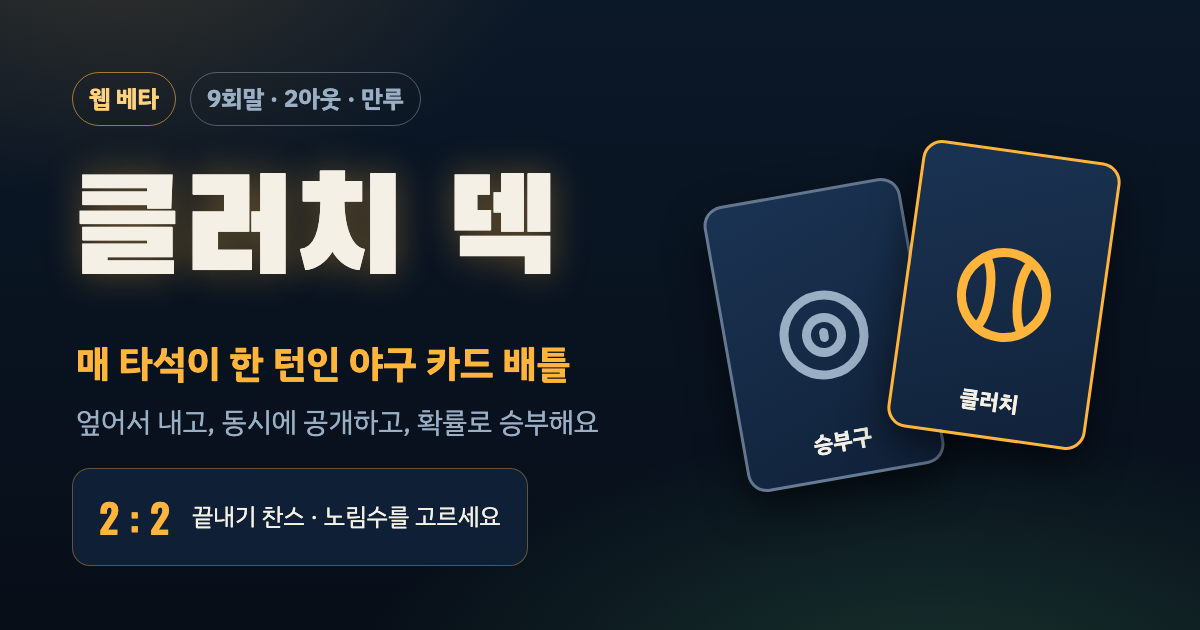 웹 베타
9회말 · 2아웃 · 만루
클러치 덱
매 타석이 한 턴인 야구 카드 배틀
엎어서 내고, 동시에 공개하고, 확률로 승부해요
2 : 2 끝내기 찬스 · 노림수를 고르세요
승부구
클러치